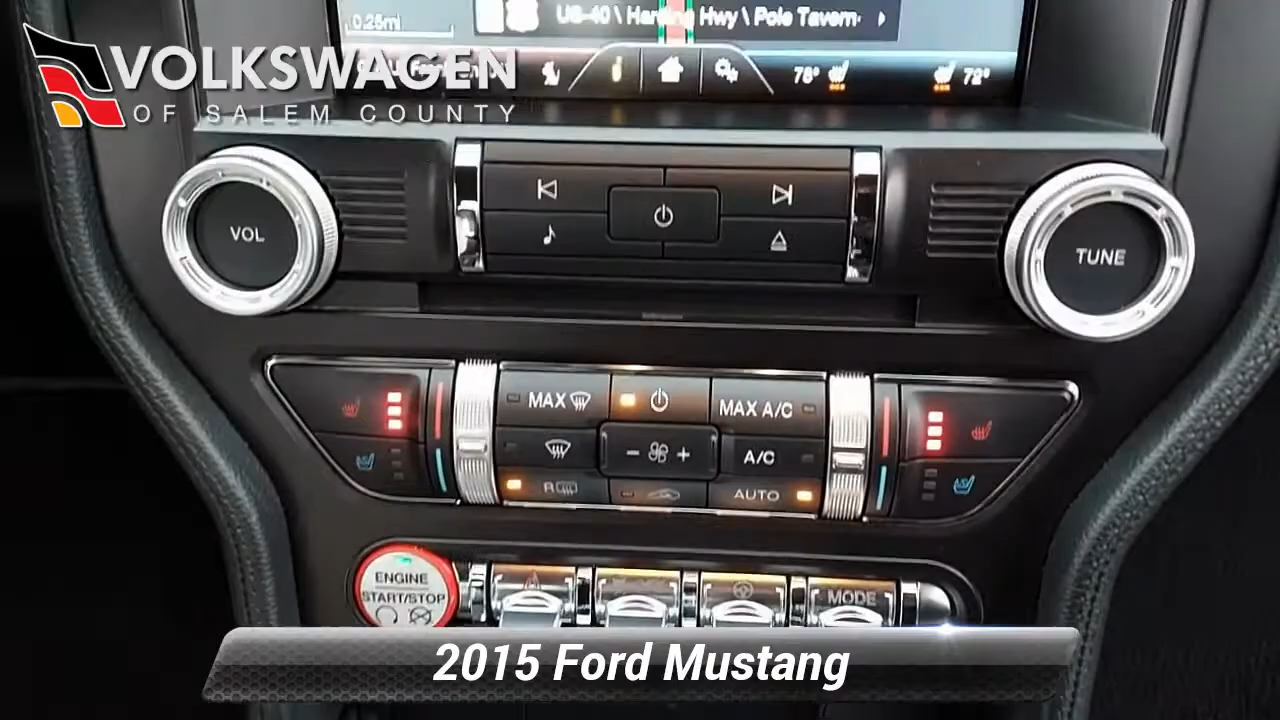 0.25mi
US-40 \ Harding Hwy \ Pole Tavern
VOLKSWAGEN
OF SALEM COUNTY
76° 72°
VOL
TUNE
MAX
MAX A/C
A/C
R
AUTO
ENGINE
START/STOP
MODE
2015 Ford Mustang